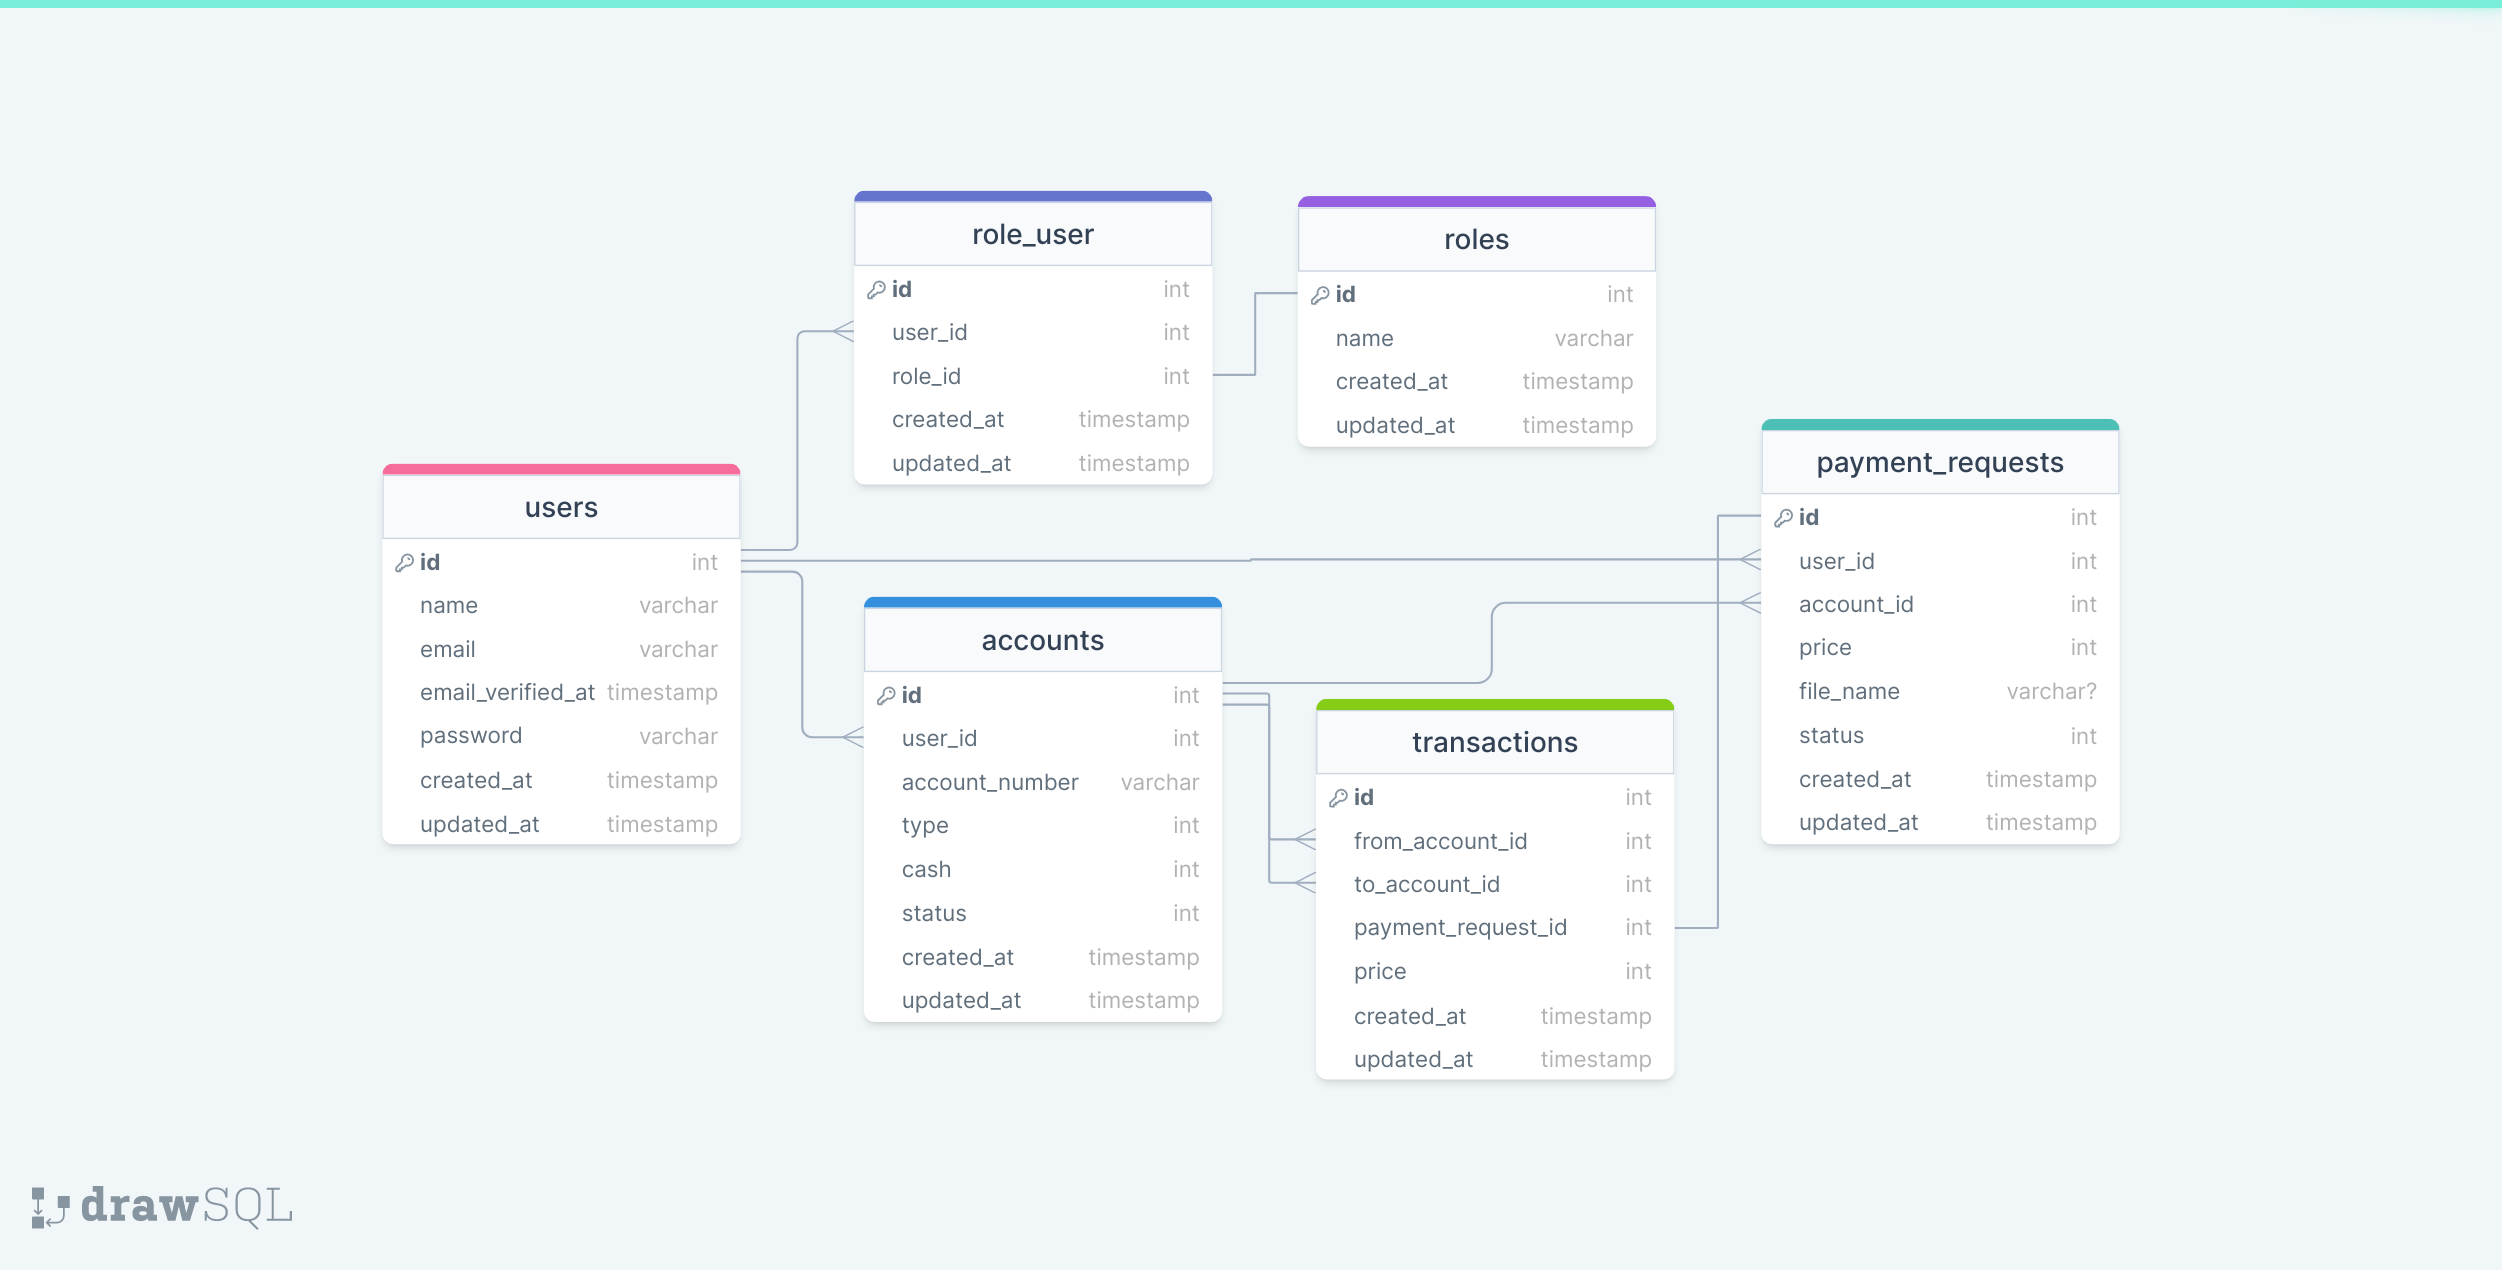 role_user
id int
user_id int
role_id int
created_at timestamp
updated_at timestamp
roles
id int
name varchar
created_at timestamp
updated_at timestamp
users
id int
name varchar
email varchar
email_verified_at timestamp
password varchar
created_at timestamp
updated_at timestamp
accounts
id int
user_id int
account_number varchar
type int
cash int
status int
created_at timestamp
updated_at timestamp
transactions
id int
from_account_id int
to_account_id int
payment_request_id int
price int
created_at timestamp
updated_at timestamp
payment_requests
id int
user_id int
account_id int
price int
file_name varchar?
status int
created_at timestamp
updated_at timestamp
drawSQL